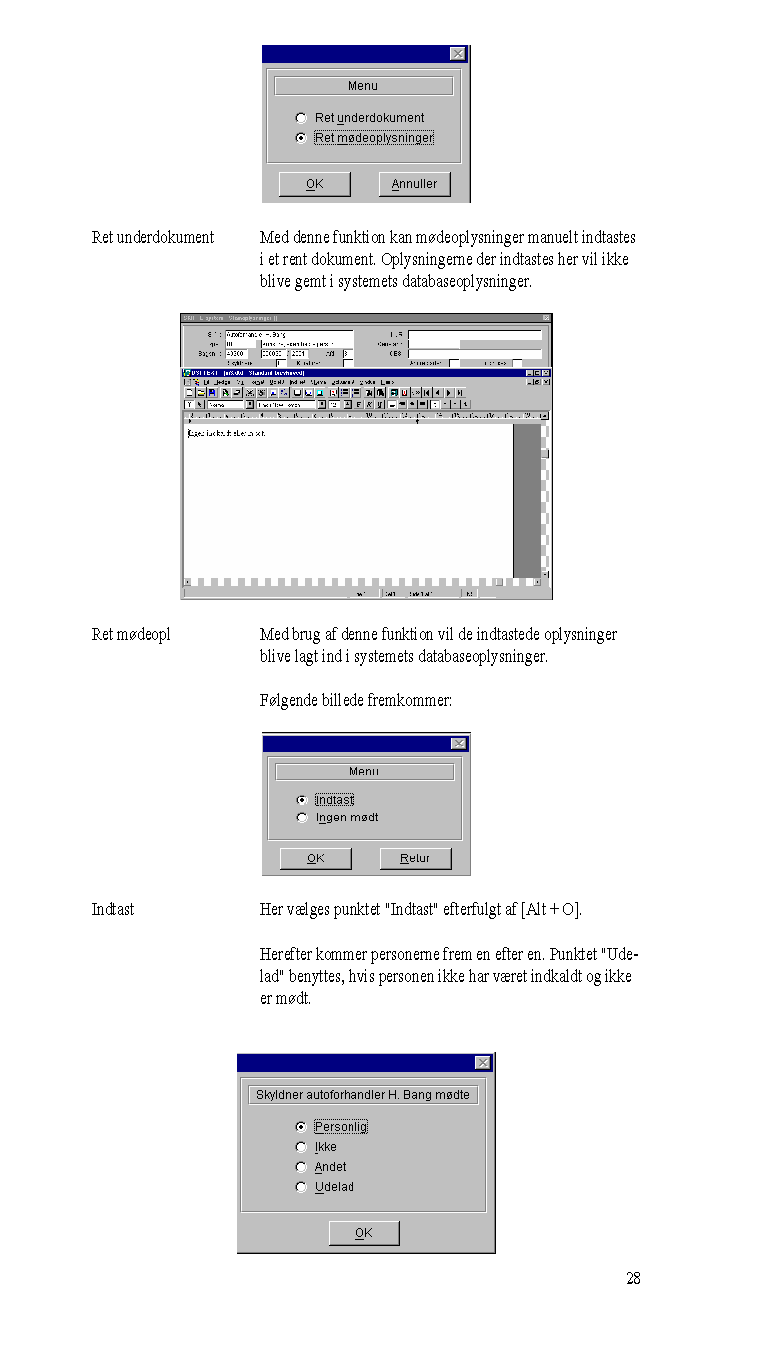 Menu
Ret underdokument
Ret mødeoplysninger
OK Annuller
Ret underdokument Med denne funktion kan mødeoplysninger manuelt indtastes
i et rent dokument. Oplysningerne der indtastes her vil ikke
blive gemt i systemets databaseoplysninger.
Autoforhandler H. Bang
Ret mødeopl Med brug af denne funktion vil de indtastede oplysninger
blive lagt ind i systemets databaseoplysninger.
Følgende billede fremkommer:
Menu
Indtast
Ingen mødt
OK Retur
Indtast Her vælges punktet "Indtast" efterfulgt af [Alt+O].
Herefter kommer personerne frem en efter en. Punktet "Ude-
lad" benyttes, hvis personen ikke har været indkaldt og ikke
er mødt.
Skyldner autoforhandler H. Bang mødte
Personlig
Ikke
Andet
Udelad
OK
28